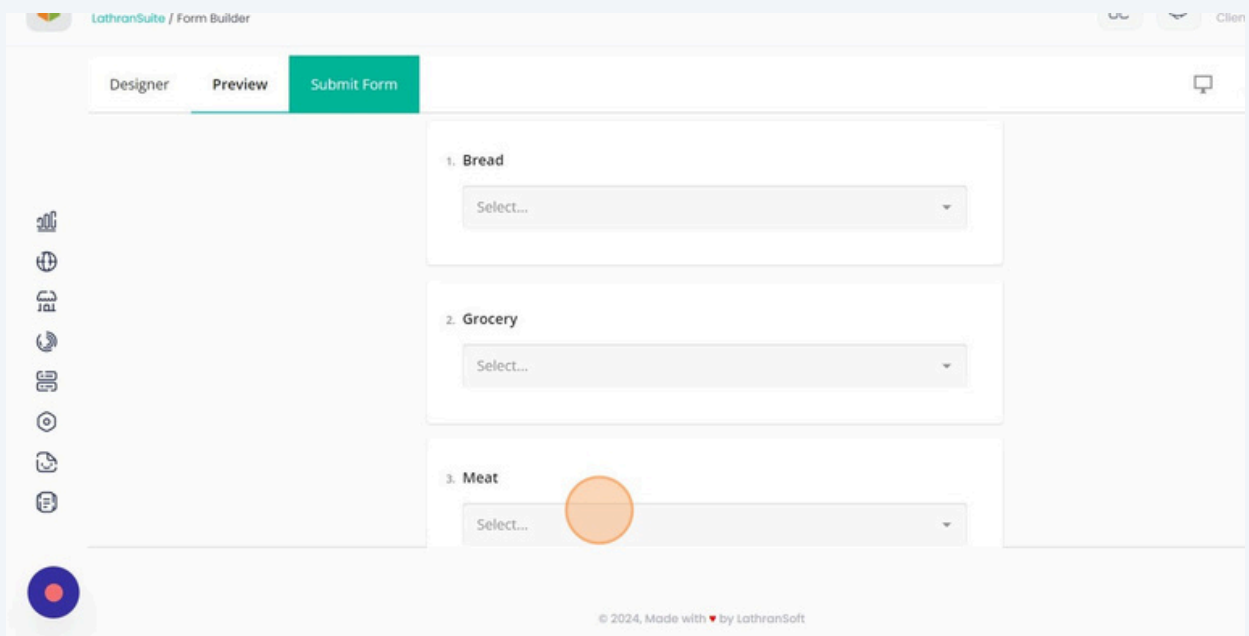 LathranSuite / Form Builder
Clien
Designer Preview Submit Form
1. Bread
Select...
2. Grocery
Select...
3. Meat
Select...
© 2024, Made with ♥ by LathranSoft